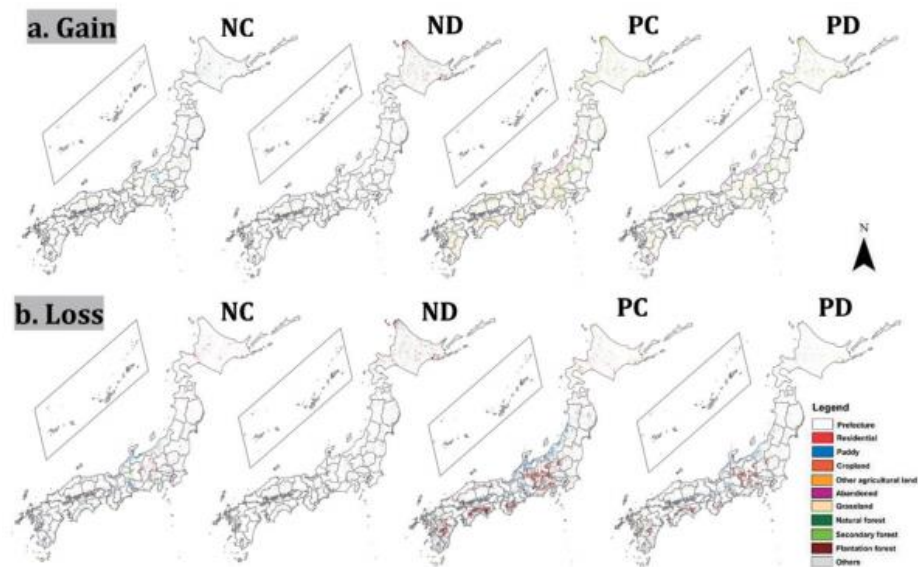 a. Gain
NC
ND
PC
PD
N
b. Loss
NC
ND
PC
PD
Legend
Prefecture
Residential
Paddy
Cropland
Other agricultural land
Abandoned
Grassland
Natural forest
Secondary forest
Plantation forest
Others